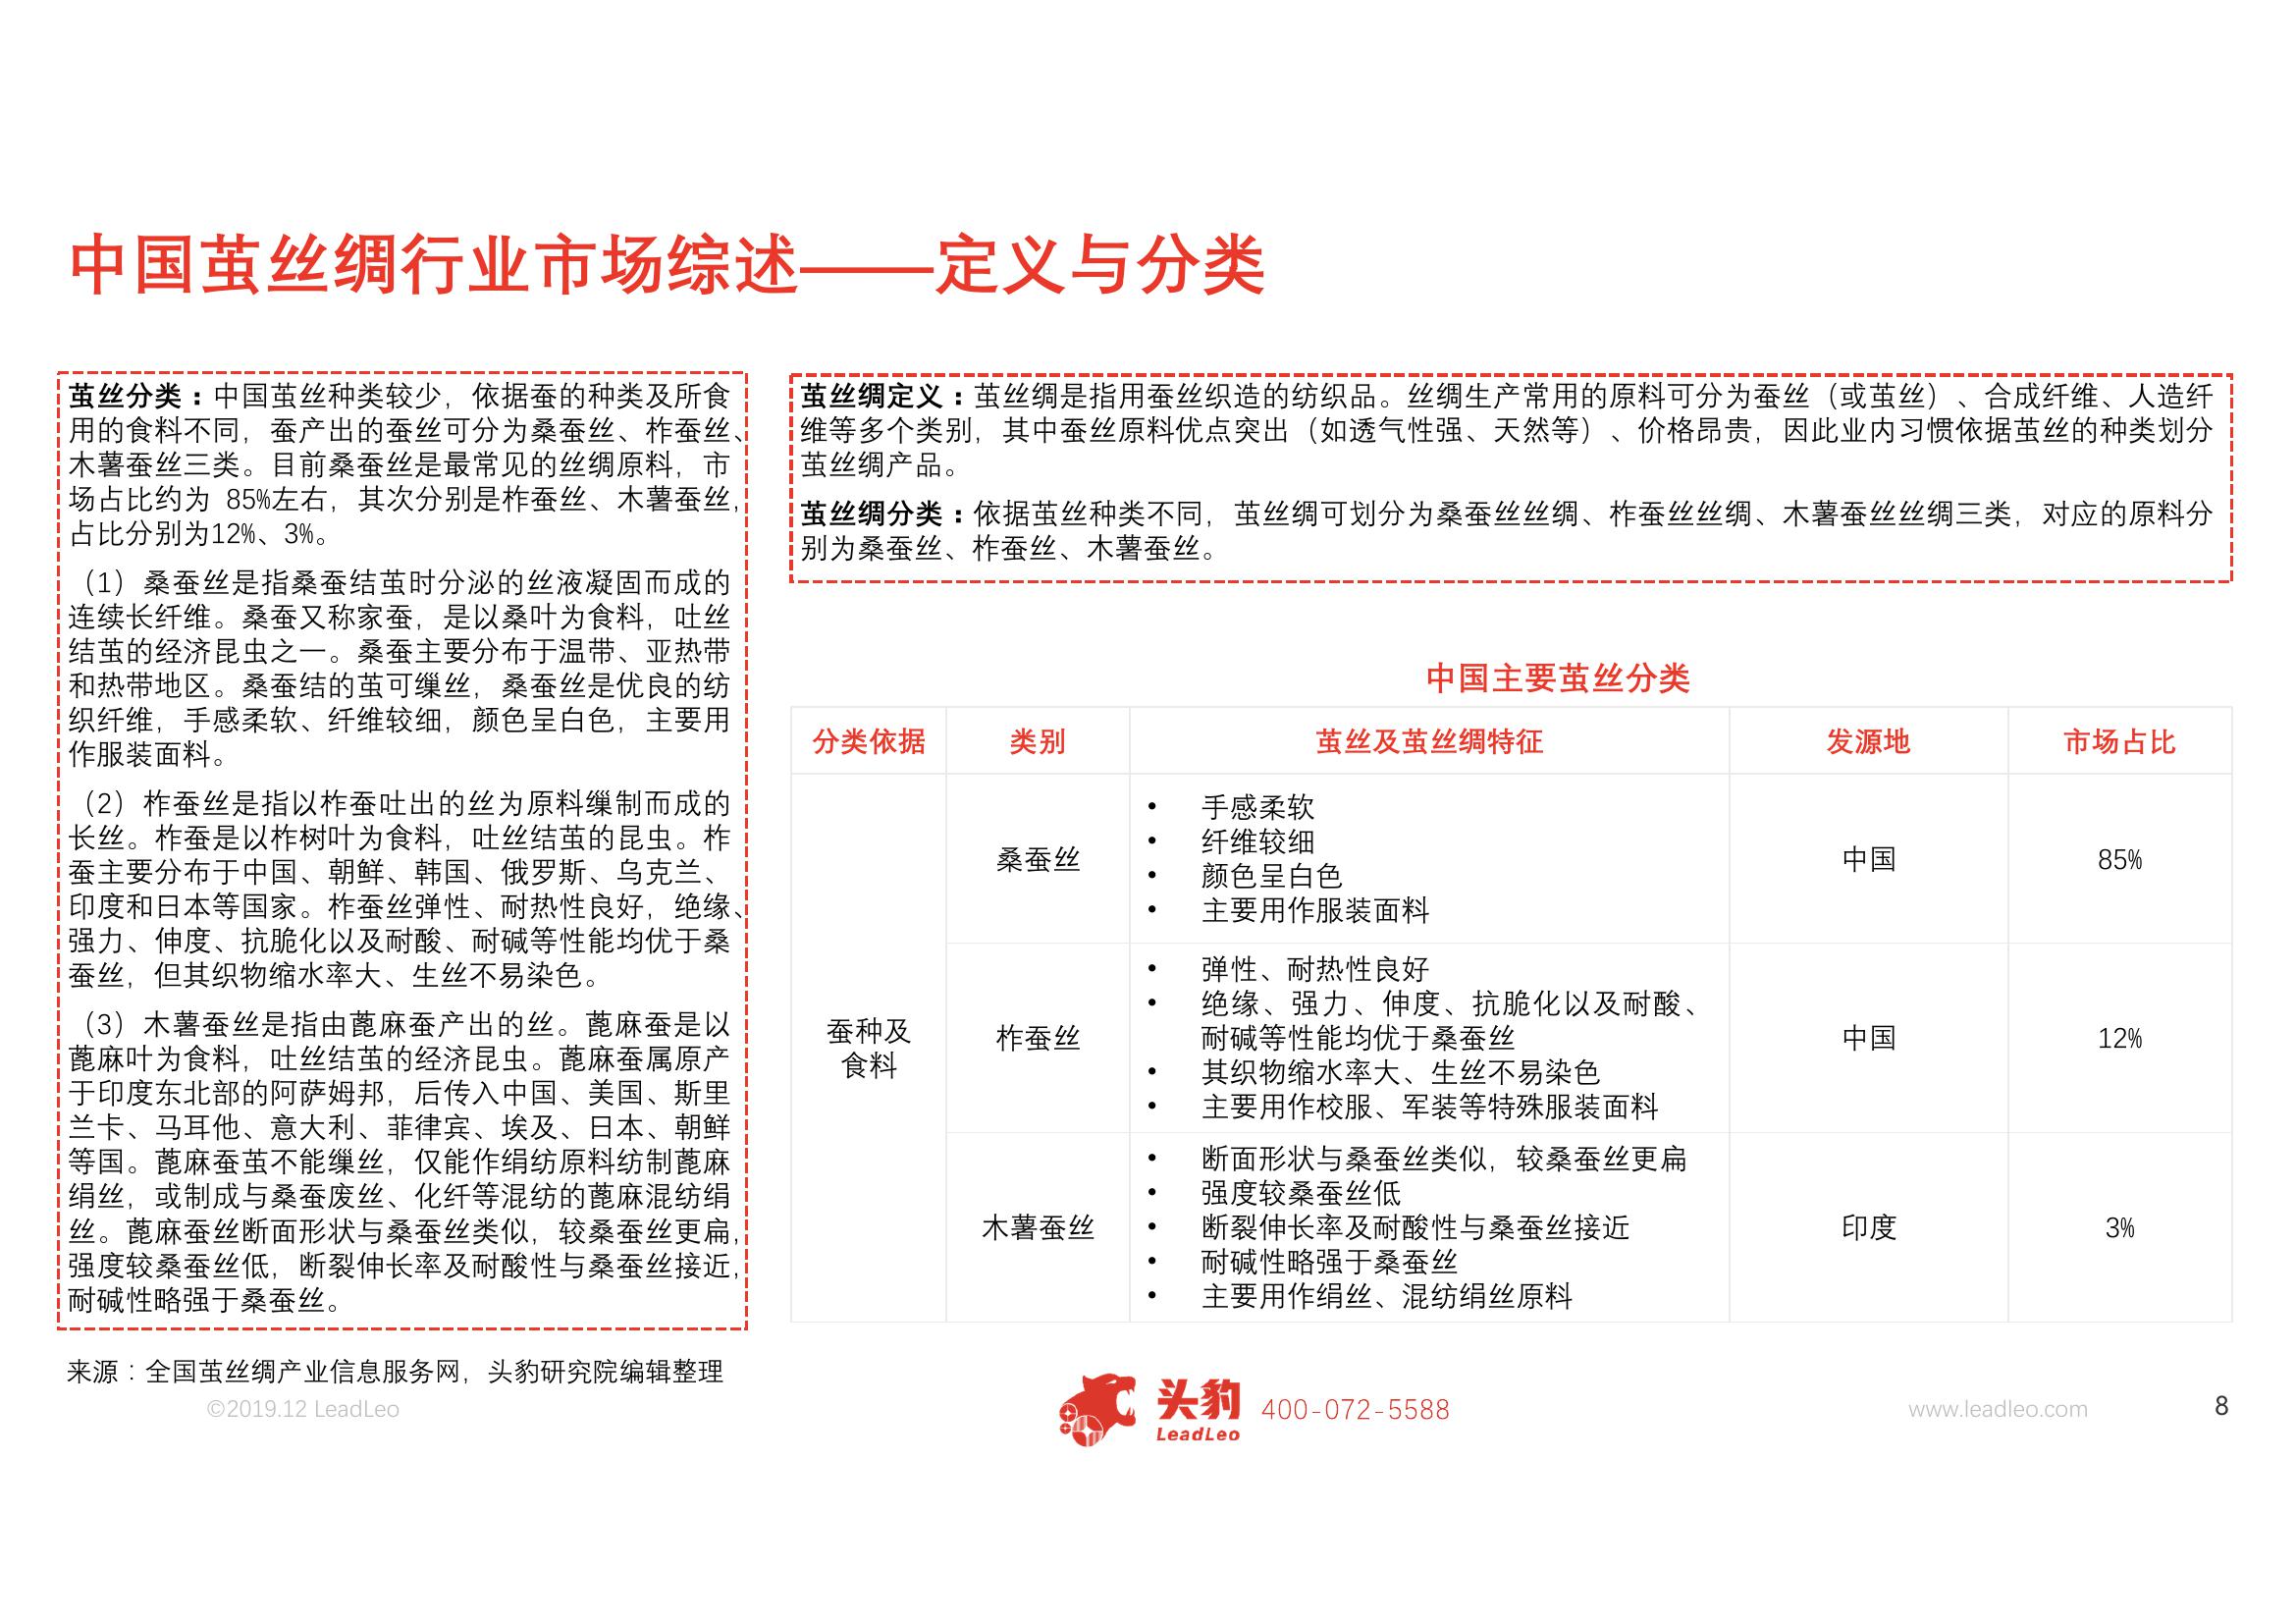 中国茧丝绸行业市场综述——定义与分类
茧丝分类：中国茧丝种类较少，依据蚕的种类及所食
用的食料不同，蚕产出的蚕丝可分为桑蚕丝、柞蚕丝、
木薯蚕丝三类。目前桑蚕丝是最常见的丝绸原料，市
场占比约为 85%左右，其次分别是柞蚕丝、木薯蚕丝，
占比分别为12%、3%。
（1）桑蚕丝是指桑蚕结茧时分泌的丝液凝固而成的
连续长纤维。桑蚕又称家蚕，是以桑叶为食料，吐丝
结茧的经济昆虫之一。桑蚕主要分布于温带、亚热带
和热带地区。桑蚕结的茧可缫丝，桑蚕丝是优良的纺
织纤维，手感柔软、纤维较细，颜色呈白色，主要用
作服装面料。
（2）柞蚕丝是指以柞蚕吐出的丝为原料缫制而成的
长丝。柞蚕是以柞树叶为食料，吐丝结茧的昆虫。柞
蚕主要分布于中国、朝鲜、韩国、俄罗斯、乌克兰、
印度和日本等国家。柞蚕丝弹性、耐热性良好，绝缘、
强力、伸度、抗脆化以及耐酸、耐碱等性能均优于桑
蚕丝，但其织物缩水率大、生丝不易染色。
（3）木薯蚕丝是指由蓖麻蚕产出的丝。蓖麻蚕是以
蓖麻叶为食料，吐丝结茧的经济昆虫。蓖麻蚕属原产
于印度东北部的阿萨姆邦，后传入中国、美国、斯里
兰卡、马耳他、意大利、菲律宾、埃及、日本、朝鲜
等国。蓖麻蚕茧不能缫丝，仅能作绢纺原料纺制蓖麻
绢丝，或制成与桑蚕废丝、化纤等混纺的蓖麻混纺绢
丝。蓖麻蚕丝断面形状与桑蚕丝类似，较桑蚕丝更扁，
强度较桑蚕丝低，断裂伸长率及耐酸性与桑蚕丝接近，
耐碱性略强于桑蚕丝。
茧丝绸定义：茧丝绸是指用蚕丝织造的纺织品。丝绸生产常用的原料可分为蚕丝（或茧丝）、合成纤维、人造纤
维等多个类别，其中蚕丝原料优点突出（如透气性强、天然等）、价格昂贵，因此业内习惯依据茧丝的种类划分
茧丝绸产品。
茧丝绸分类：依据茧丝种类不同，茧丝绸可划分为桑蚕丝丝绸、柞蚕丝丝绸、木薯蚕丝丝绸三类，对应的原料分
别为桑蚕丝、柞蚕丝、木薯蚕丝。
中国主要茧丝分类
分类依据 类别 茧丝及茧丝绸特征 发源地 市场占比
蚕种及
食料
桑蚕丝
• 手感柔软
• 纤维较细
• 颜色呈白色
• 主要用作服装面料
中国
85%
柞蚕丝
• 弹性、耐热性良好
• 绝缘、强力、伸度、抗脆化以及耐酸、
耐碱等性能均优于桑蚕丝
• 其织物缩水率大、生丝不易染色
• 主要用作校服、军装等特殊服装面料
中国
12%
木薯蚕丝
• 断面形状与桑蚕丝类似，较桑蚕丝更扁
• 强度较桑蚕丝低
• 断裂伸长率及耐酸性与桑蚕丝接近
• 耐碱性略强于桑蚕丝
• 主要用作绢丝、混纺绢丝原料
印度
3%
来源：全国茧丝绸产业信息服务网，头豹研究院编辑整理
©2019.12 LeadLeo
头豹
LeadLeo
400-072-5588
www.leadleo.com
8